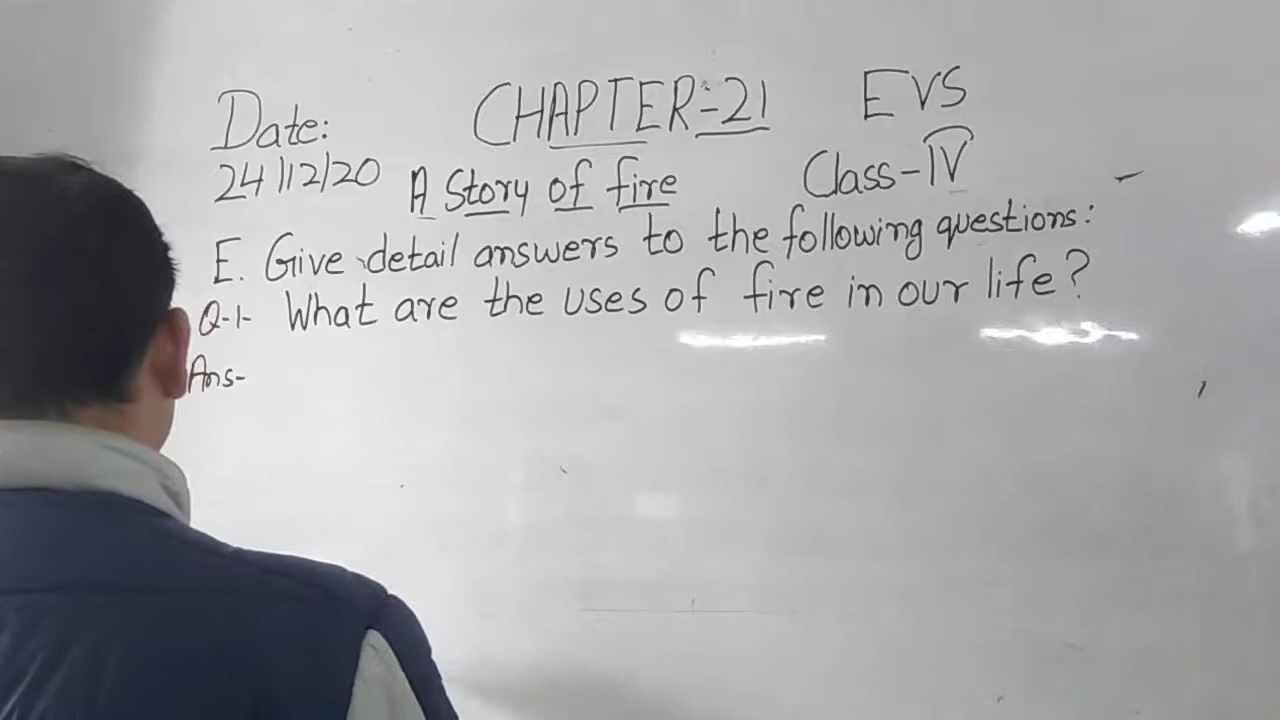 Date: CHAPTER-21 EVS
24/12/20 A Story of fire Class-IV
E. Give detail answers to the following questions:
Q-1- What are the uses of fire in our life?
Ans-